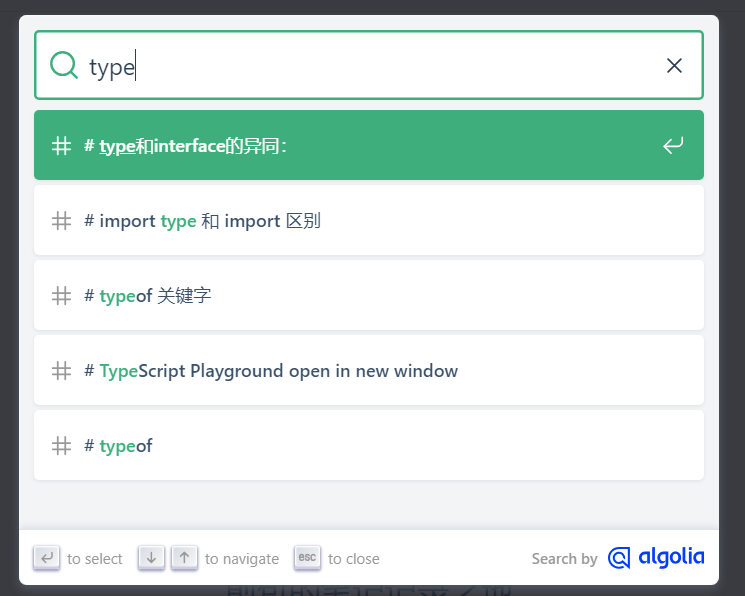 type
# type和interface的异同：
# import type 和 import 区别
# typeof 关键字
# TypeScript Playground open in new window
# typeof
to select to navigate esc to close Search by algolia